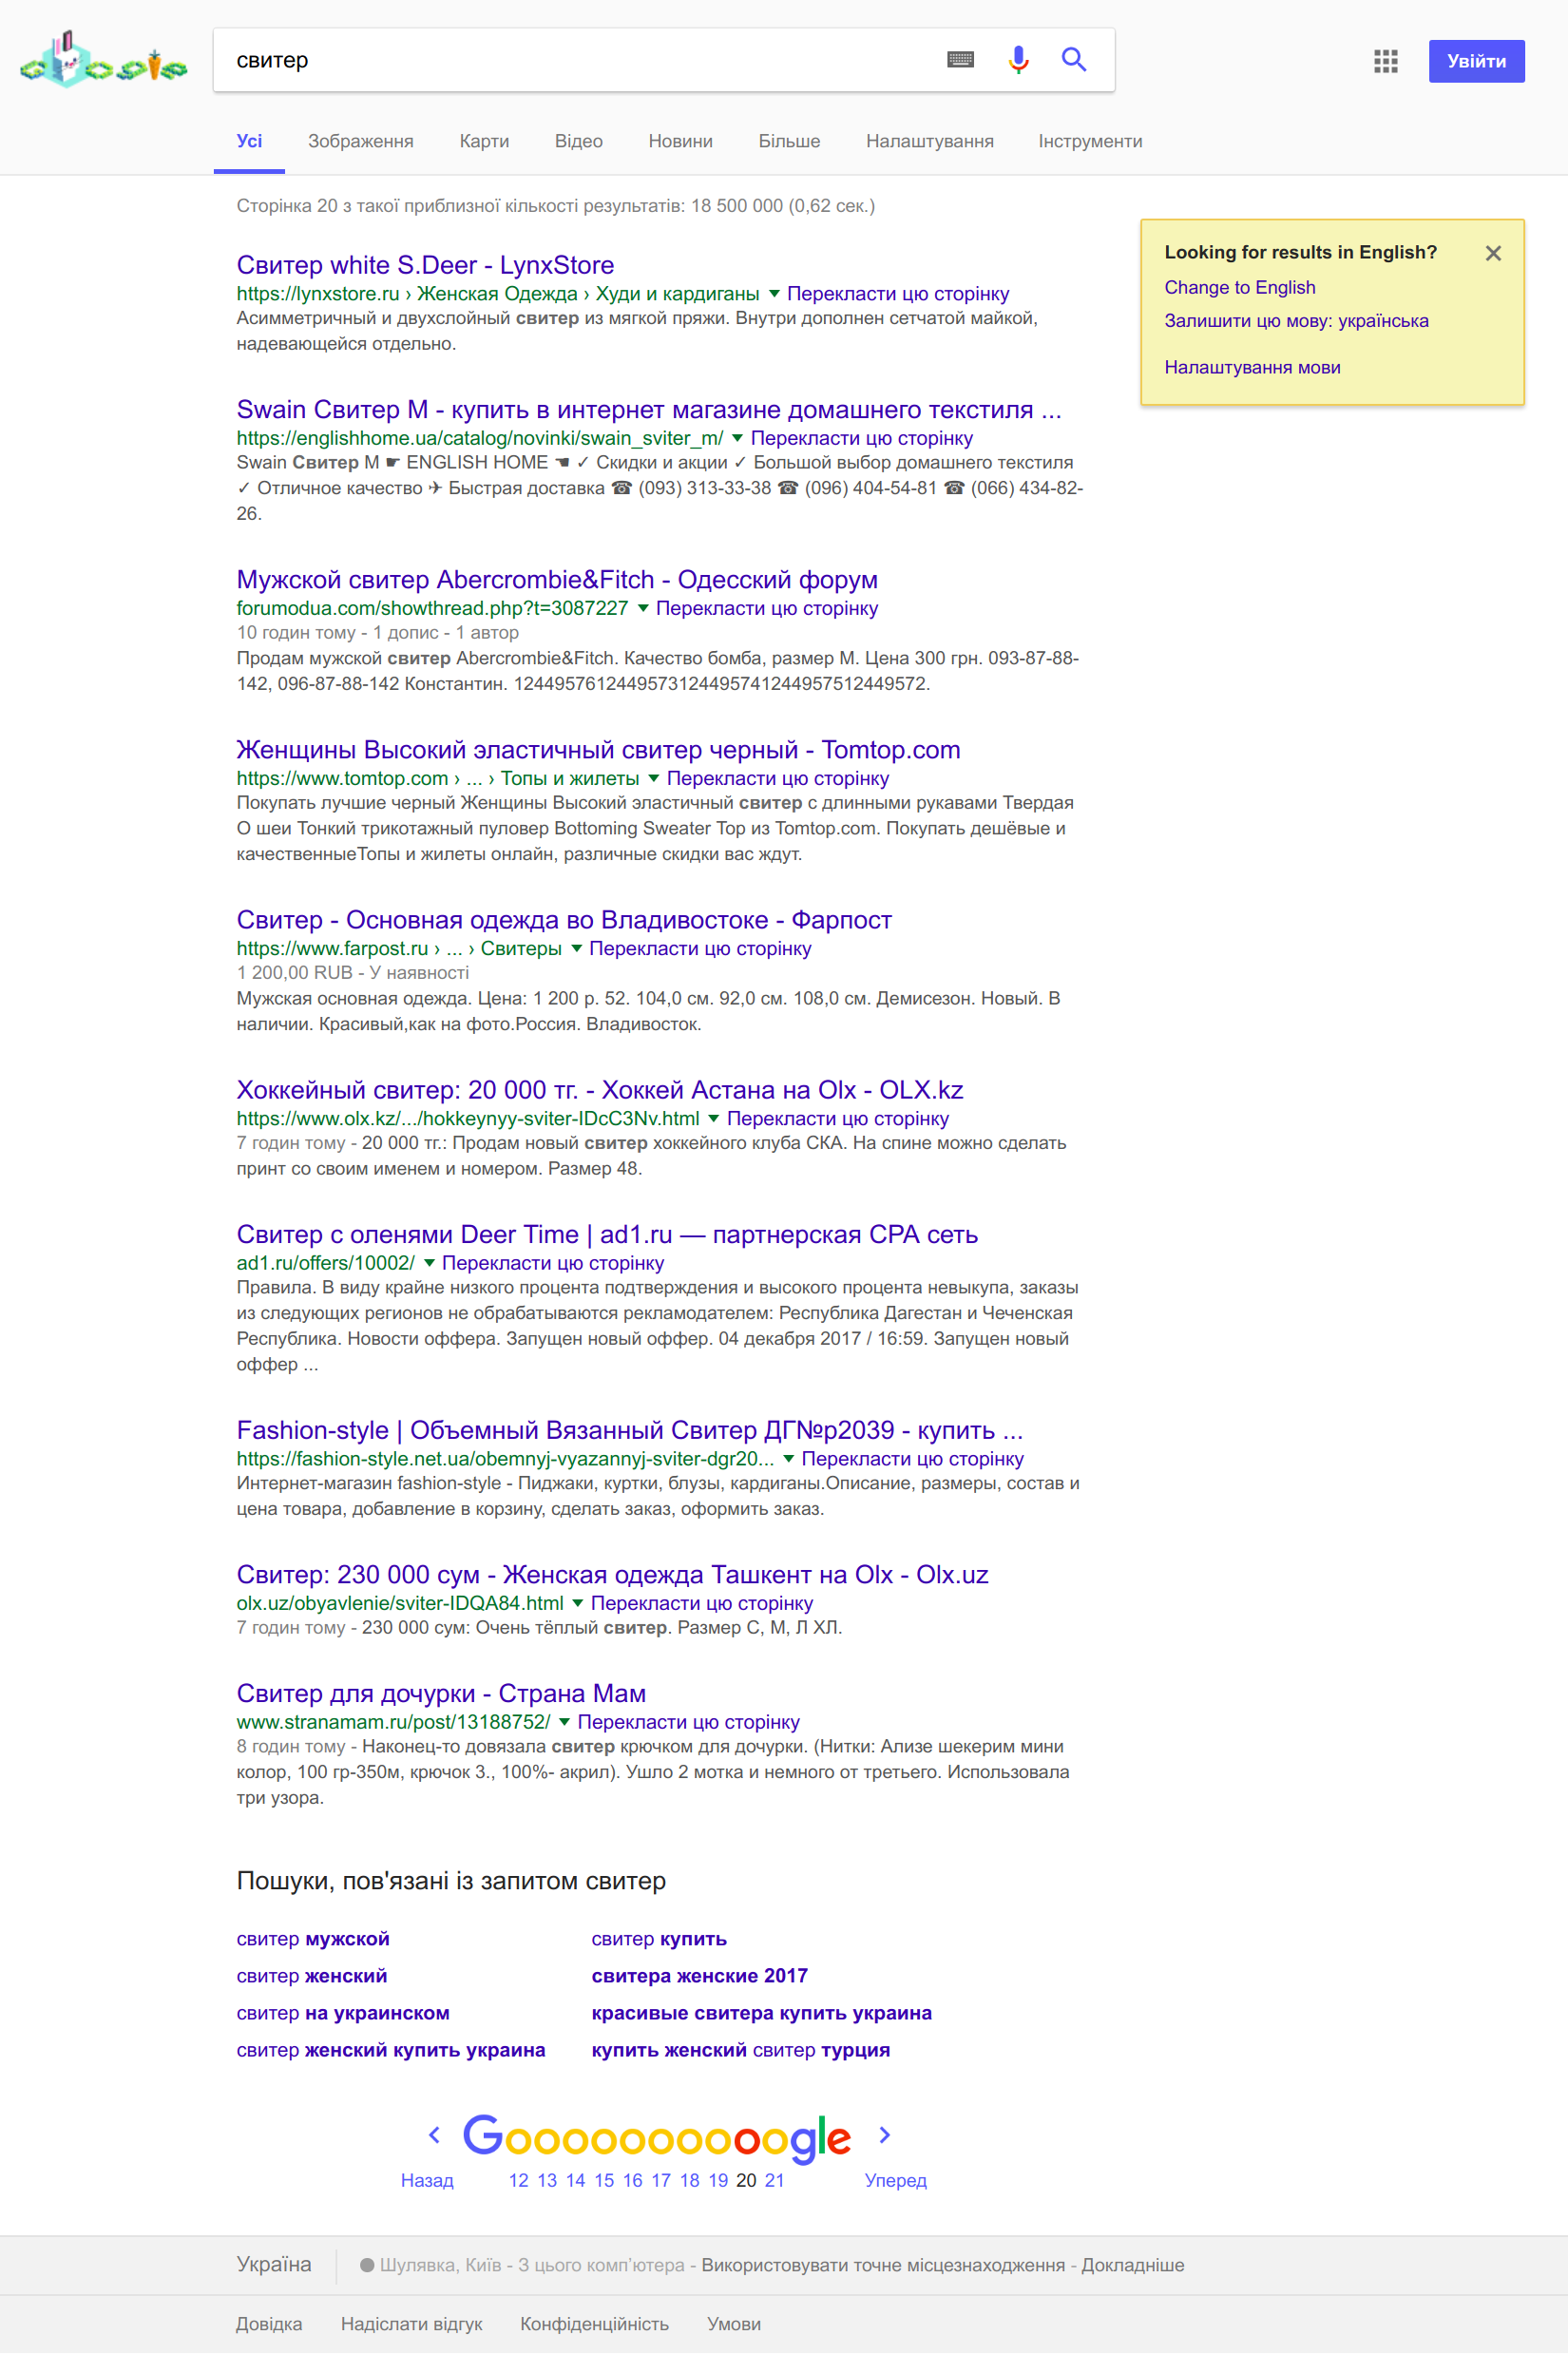 свитер
Увійти
Усі Зображення Карти Відео Новини Більше Налаштування Інструменти
Сторінка 20 з такої приблизної кількості результатів: 18 500 000 (0,62 сек.)
Looking for results in English?
Change to English
Залишити цю мову: українська
Налаштування мови
Свитер white S.Deer - LynxStore
https://lynxstore.ru › Женская Одежда › Худи и кардиганы ▼ Перекласти цю сторінку
Асимметричный и двухслойный свитер из мягкой пряжи. Внутри дополнен сетчатой майкой,
надевающейся отдельно.
Swain Свитер M - купить в интернет магазине домашнего текстиля ...
https://englishhome.ua/catalog/novinki/swain_sviter_m/ ▼ Перекласти цю сторінку
Swain Свитер M ☛ ENGLISH HOME ☚ ✓ Скидки и акции ✓ Большой выбор домашнего текстиля
✓ Отличное качество ✈ Быстрая доставка ☎ (093) 313-33-38 ☎ (096) 404-54-81 ☎ (066) 434-82-
26.
Мужской свитер Abercrombie&Fitch - Одесский форум
forumodua.com/showthread.php?t=3087227 ▼ Перекласти цю сторінку
10 годин тому - 1 допис - 1 автор
Продам мужской свитер Abercrombie&Fitch. Качество бомба, размер М. Цена 300 грн. 093-87-88-
142, 096-87-88-142 Константин. 1244957612449573124495741244957512449572.
Женщины Высокий эластичный свитер черный - Tomtop.com
https://www.tomtop.com › ... › Топы и жилеты ▼ Перекласти цю сторінку
Покупать лучшие черный Женщины Высокий эластичный свитер с длинными рукавами Твердая
О шеи Тонкий трикотажный пуловер Bottoming Sweater Top из Tomtop.com. Покупать дешёвые и
качественныеТопы и жилеты онлайн, различные скидки вас ждут.
Свитер - Основная одежда во Владивостоке - Фарпост
https://www.farpost.ru › ... › Свитеры ▼ Перекласти цю сторінку
1 200,00 RUB - У наявності
Мужская основная одежда. Цена: 1 200 р. 52. 104,0 см. 92,0 см. 108,0 см. Демисезон. Новый. В
наличии. Красивый,как на фото.Россия. Владивосток.
Хоккейный свитер: 20 000 тг. - Хоккей Астана на Olx - OLX.kz
https://www.olx.kz/.../hokkeynyy-sviter-IDcC3Nv.html ▼ Перекласти цю сторінку
7 годин тому - 20 000 тг.: Продам новый свитер хоккейного клуба СКА. На спине можно сделать
принт со своим именем и номером. Размер 48.
Свитер с оленями Deer Time | ad1.ru — партнерская CPA сеть
ad1.ru/offers/10002/ ▼ Перекласти цю сторінку
Правила. В виду крайне низкого процента подтверждения и высокого процента невыкупа, заказы
из следующих регионов не обрабатываются рекламодателем: Республика Дагестан и Чеченская
Республика. Новости оффера. Запущен новый оффер. 04 декабря 2017 / 16:59. Запущен новый
оффер ...
Fashion-style | Объемный Вязанный Свитер ДГ№р2039 - купить ...
https://fashion-style.net.ua/obemnyj-vyazannyj-sviter-dgr20... ▼ Перекласти цю сторінку
Интернет-магазин fashion-style - Пиджаки, куртки, блузы, кардиганы.Описание, размеры, состав и
цена товара, добавление в корзину, сделать заказ, оформить заказ.
Свитер: 230 000 сум - Женская одежда Ташкент на Olx - Olx.uz
olx.uz/obyavlenie/sviter-IDQA84.html ▼ Перекласти цю сторінку
7 годин тому - 230 000 сум: Очень тёплый свитер. Размер С, М, Л ХЛ.
Свитер для дочурки - Страна Мам
www.stranamam.ru/post/13188752/ ▼ Перекласти цю сторінку
8 годин тому - Наконец-то довязала свитер крючком для дочурки. (Нитки: Ализе шекерим мини
колор, 100 гр-350м, крючок 3., 100%- акрил). Ушло 2 мотка и немного от третьего. Использовала
три узора.
Пошуки, пов'язані із запитом свитер
свитер мужской свитер купить
свитер женский свитера женские 2017
свитер на украинском красивые свитера купить украина
свитер женский купить украина купить женский свитер турция
Goooooooooogle
Назад 12 13 14 15 16 17 18 19 20 21 Уперед
Україна Шулявка, Київ - З цього комп'ютера - Використовувати точне місцезнаходження - Докладніше
Довідка Надіслати відгук Конфіденційність Умови